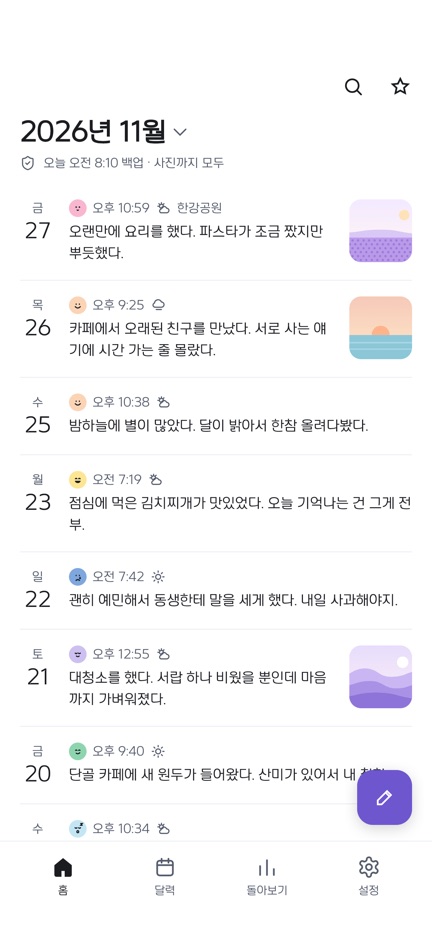 2026년 11월
오늘 오전 8:10 백업 · 사진까지 모두
금
27
오후 10:59 한강공원
오랜만에 요리를 했다. 파스타가 조금 짰지만
뿌듯했다.
목
26
오후 9:25
카페에서 오래된 친구를 만났다. 서로 사는 얘
기에 시간 가는 줄 몰랐다.
수
25
오후 10:38
밤하늘에 별이 많았다. 달이 밝아서 한참 올려다봤다.
월
23
오전 7:19
점심에 먹은 김치찌개가 맛있었다. 오늘 기억나는 건 그게 전
부.
일
22
오전 7:42
괜히 예민해서 동생한테 말을 세게 했다. 내일 사과해야지.
토
21
오후 12:55
대청소를 했다. 서랍 하나 비웠을 뿐인데 마음
까지 가벼워졌다.
금
20
오후 9:40
단골 카페에 새 원두가 들어왔다. 산미가 있어서 내
수
오후 10:34
홈
달력
돌아보기
설정